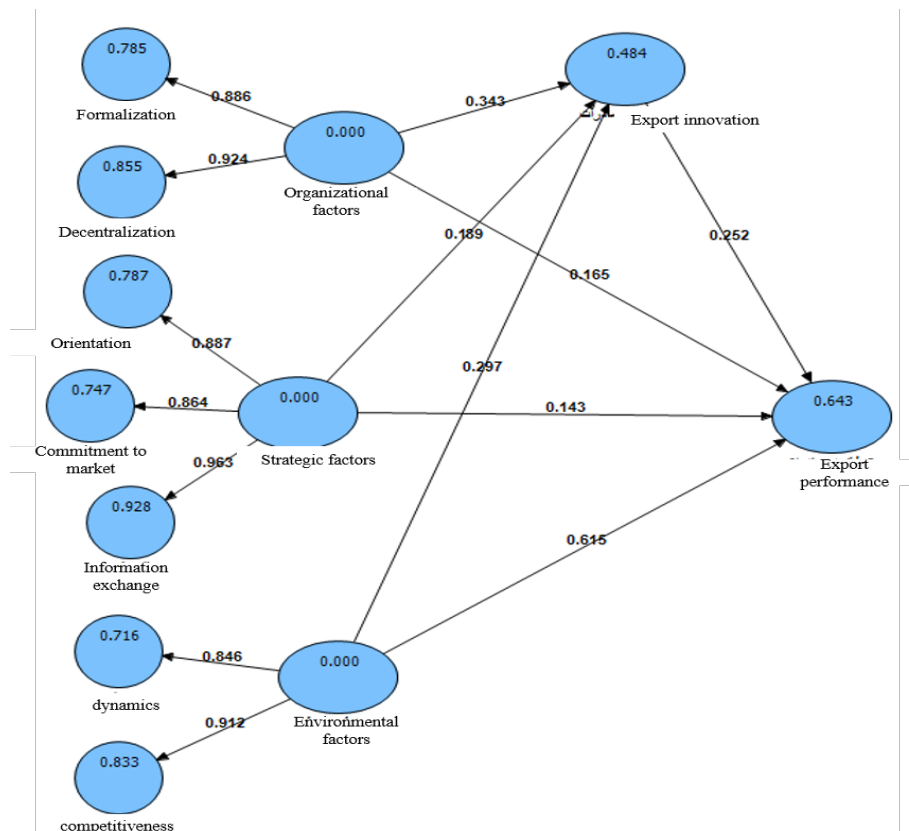 0.785
Formalization
0.886
0.484
Export innovation
0.343
0.000
Organizational
factors
0.924
0.855
Decentralization
0.189
0.165
0.252
0.787
Orientation
0.887
0.297
0.747
Commitment to
market
0.864
0.000
Strategic factors
0.143
0.643
Export
performance
0.963
0.928
Information
exchange
0.615
0.716
dynamics
0.846
0.000
Environmental
factors
0.912
0.833
competitiveness